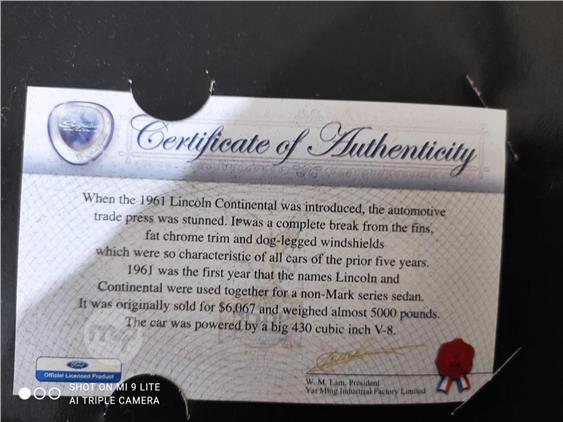 Certificate of Authenticity
When the 1961 Lincoln Continental was introduced, the automotive
trade press was stunned. It was a complete break from the fins,
fat chrome trim and dog-legged windshields
which were so characteristic of all cars of the prior five years.
1961 was the first year that the names Lincoln and
Continental were used together for a non-Mark series sedan.
It was originally sold for $6,067 and weighed almost 5000 pounds.
The car was powered by a big 430 cubic inch V-8.
Ford
Official Licensed Product
W. M. Lam, President
Yat Ming Industrial Factory Limited
SHOT ON MI 9 LITE
AI TRIPLE CAMERA